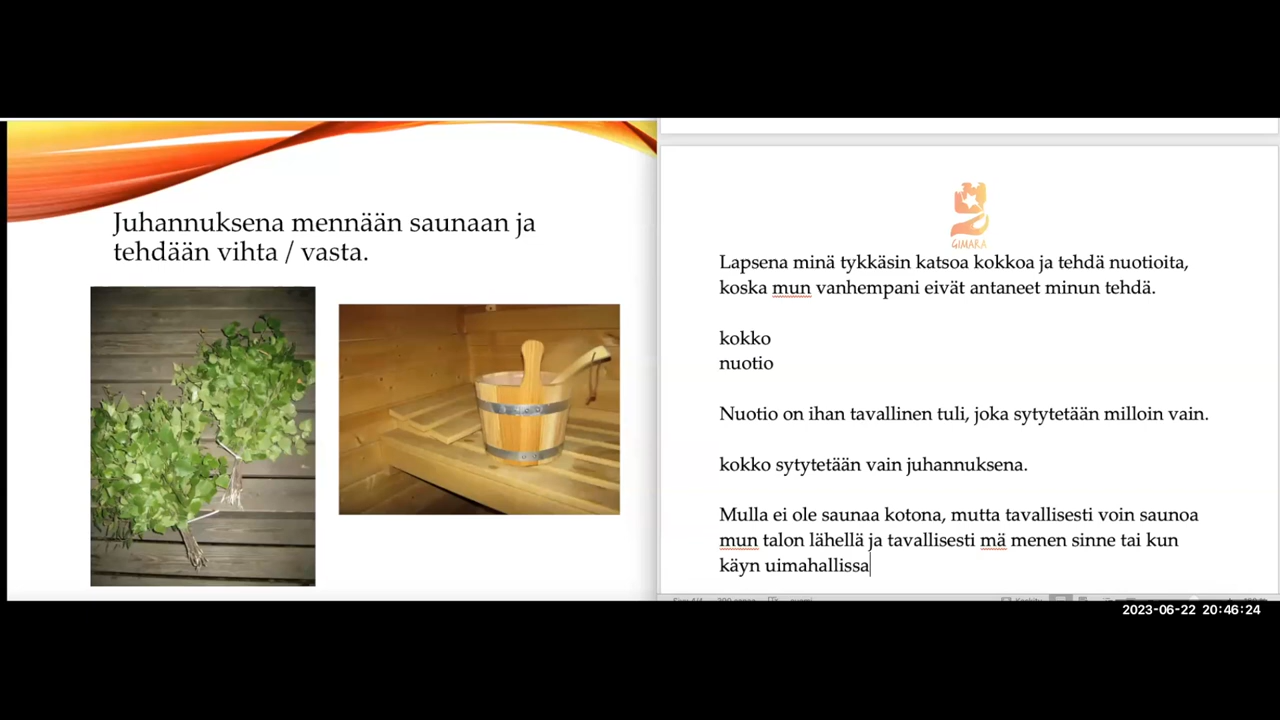 Juhannuksena mennään saunaan ja
tehdään vihta / vasta.
GIMARA
Lapsena minä tykkäsin katsoa kokkoa ja tehdä nuotioita,
koska mun vanhempani eivät antaneet minun tehdä.
kokko
nuotio
Nuotio on ihan tavallinen tuli, joka sytytetään milloin vain.
kokko sytytetään vain juhannuksena.
Mulla ei ole saunaa kotona, mutta tavallisesti voin saunoa
mun talon lähellä ja tavallisesti mä menen sinne tai kun
käyn uimahallissa
2023-06-22 20:46:24